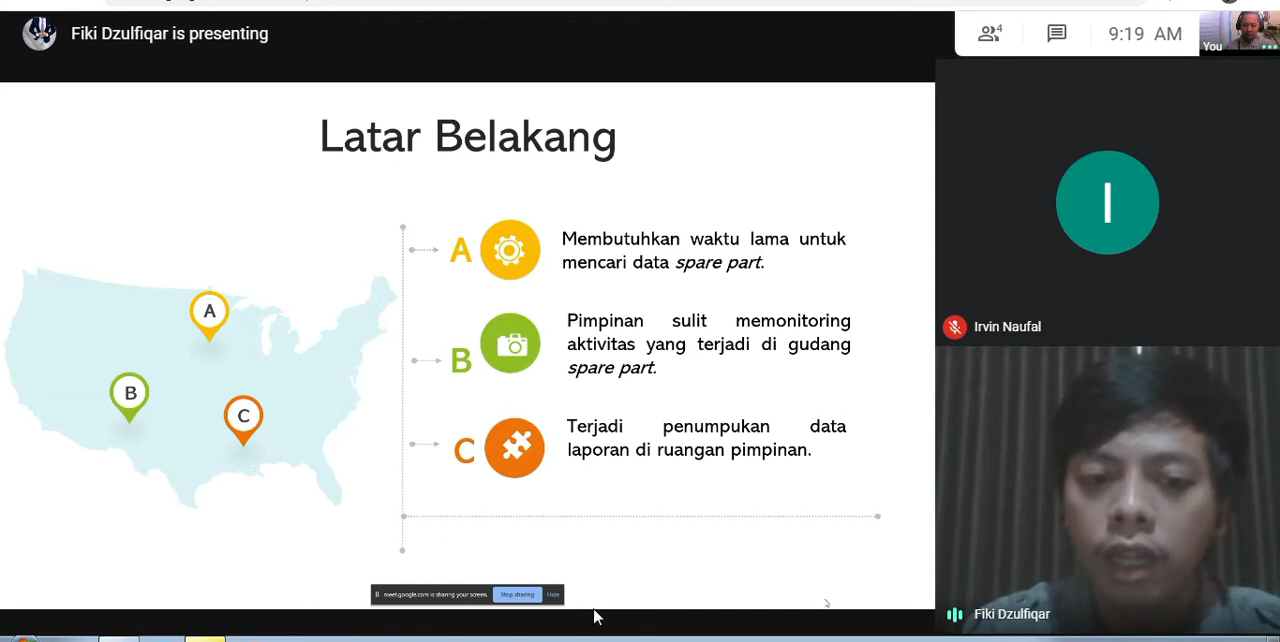 Fiki Dzulfiqar is presenting
4
9:19 AM
You
Latar Belakang
A
Membutuhkan waktu lama untuk
mencari data spare part.
B
Pimpinan sulit memonitoring
aktivitas yang terjadi di gudang
spare part.
C
Terjadi penumpukan data
laporan di ruangan pimpinan.
A
B
C
meet.google.com is sharing your screen.
Stop sharing
Hide
I
Irvin Naufal
Fiki Dzulfiqar